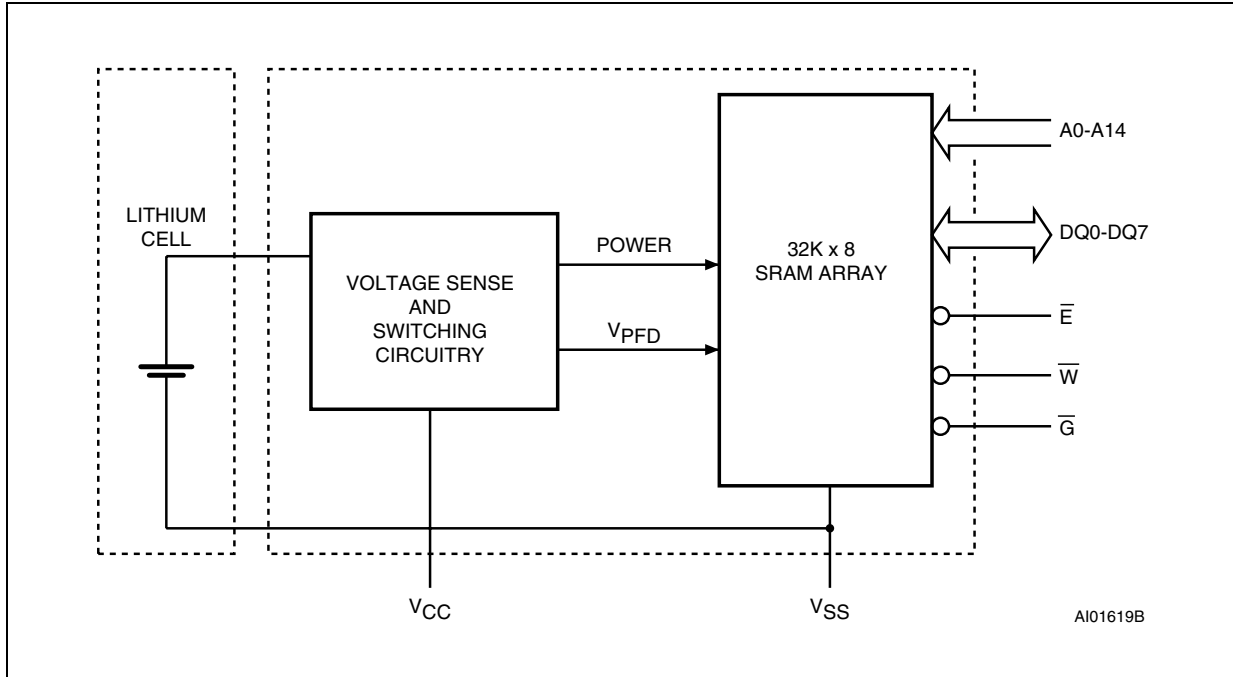 LITHIUM
CELL
VOLTAGE SENSE
AND
SWITCHING
CIRCUITRY
POWER
VPFD
32K x 8
SRAM ARRAY
A0-A14
DQ0-DQ7
E̅
W̅
G̅
VCC
VSS
AI01619B